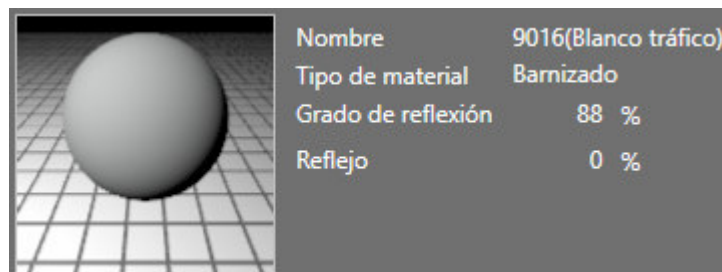 Nombre 9016(Blanco tráfico)
Tipo de material Barnizado
Grado de reflexión 88 %
Reflejo 0 %